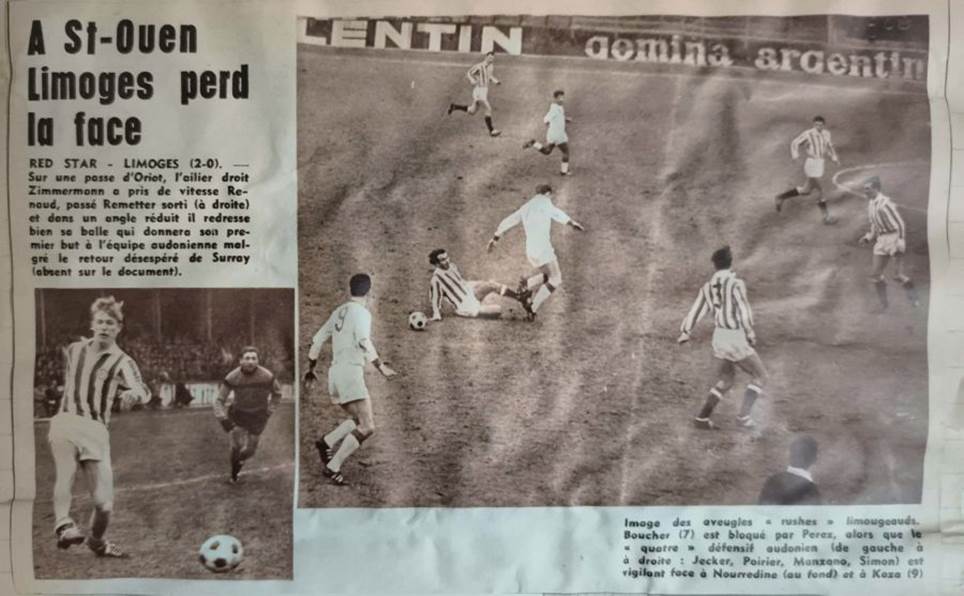 A St-Ouen
Limoges perd
la face
RED STAR - LIMOGES (2-0). —
Sur une passe d'Oriot, l'ailier droit
Zimmermann a pris de vitesse Re-
naud, passé Remetter sorti (à droite)
et dans un angle réduit il redresse
bien sa balle qui donnera son pre-
mier but à l'équipe audonienne mal-
gré le retour désespéré de Surray
(absent sur le document).
LENTIN
gomina argentin
9
3
Image des aveugles « rushes » limougeauds.
Boucher (7) est bloqué par Perez, alors que le
« quatre » défensif audonien (de gauche à
à droite : Jecker, Poirier, Manzano, Simon) est
vigilant face à Nourredine (au fond) et à Koza (9)